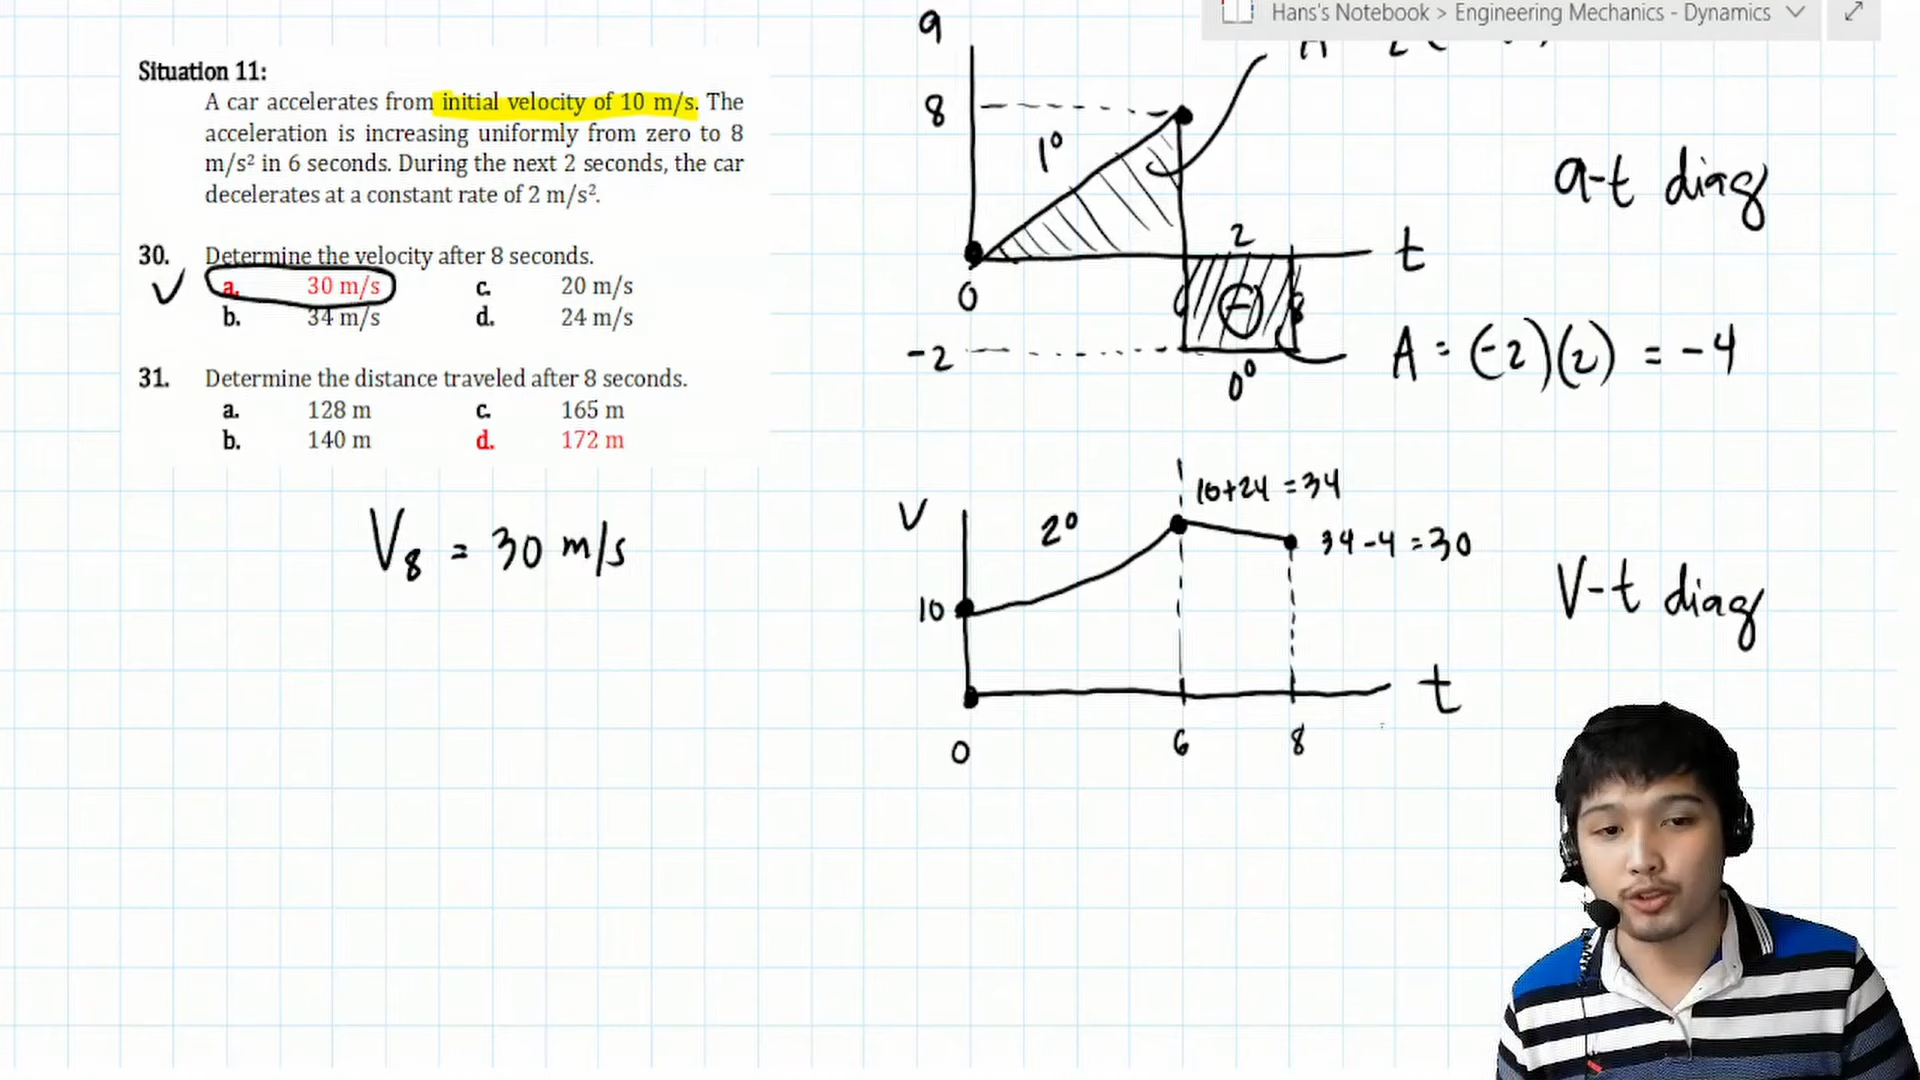 Hans's Notebook > Engineering Mechanics - Dynamics
Situation 11:
A car accelerates from initial velocity of 10 m/s. The
acceleration is increasing uniformly from zero to 8
m/s² in 6 seconds. During the next 2 seconds, the car
decelerates at a constant rate of 2 m/s².
30. Determine the velocity after 8 seconds.
a. 30 m/s c. 20 m/s
b. 34 m/s d. 24 m/s
31. Determine the distance traveled after 8 seconds.
a. 128 m c. 165 m
b. 140 m d. 172 m
V₈ = 30 m/s
a
8
1°
a-t diag
2
t
0
-2
0°
A = (-2)(2) = -4
V
2°
10+24 = 34
34-4 = 30
10
V-t diag
t
0 6 8